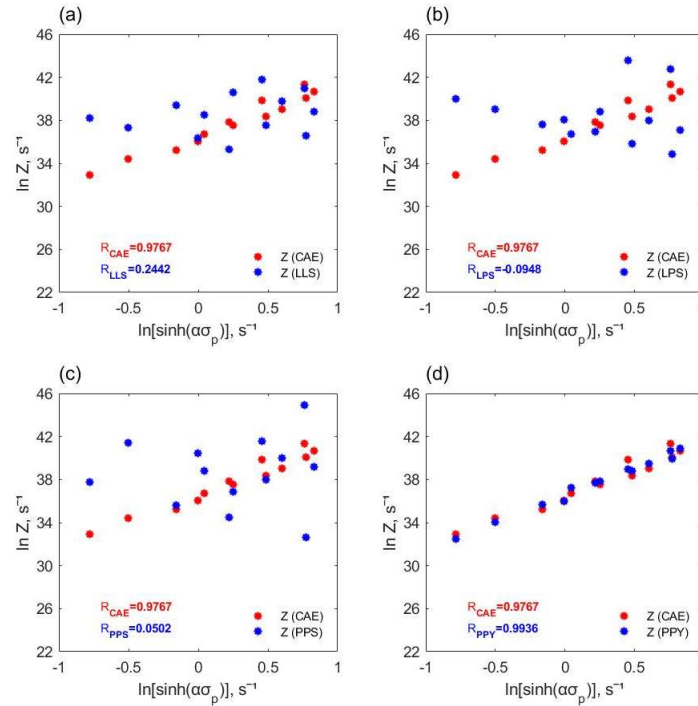 (a)
46
42
38
34
30
26
22
ln Z, s⁻¹
R_CAE=0.9767
R_LLS=0.2442
Z (CAE)
Z (LLS)
-1 -0.5 0 0.5 1
ln[sinh(ασ_p)], s⁻¹
(b)
46
42
38
34
30
26
22
ln Z, s⁻¹
R_CAE=0.9767
R_LPS=-0.0948
Z (CAE)
Z (LPS)
-1 -0.5 0 0.5
ln[sinh(ασ_p)], s⁻¹
(c)
46
42
38
34
30
26
22
ln Z, s⁻¹
R_CAE=0.9767
R_PPS=0.0502
Z (CAE)
Z (PPS)
-1 -0.5 0 0.5 1
ln[sinh(ασ_p)], s⁻¹
(d)
46
42
38
34
30
26
22
ln Z, s⁻¹
R_CAE=0.9767
R_PPY=0.9936
Z (CAE)
Z (PPY)
-1 -0.5 0 0.5
ln[sinh(ασ_p)], s⁻¹